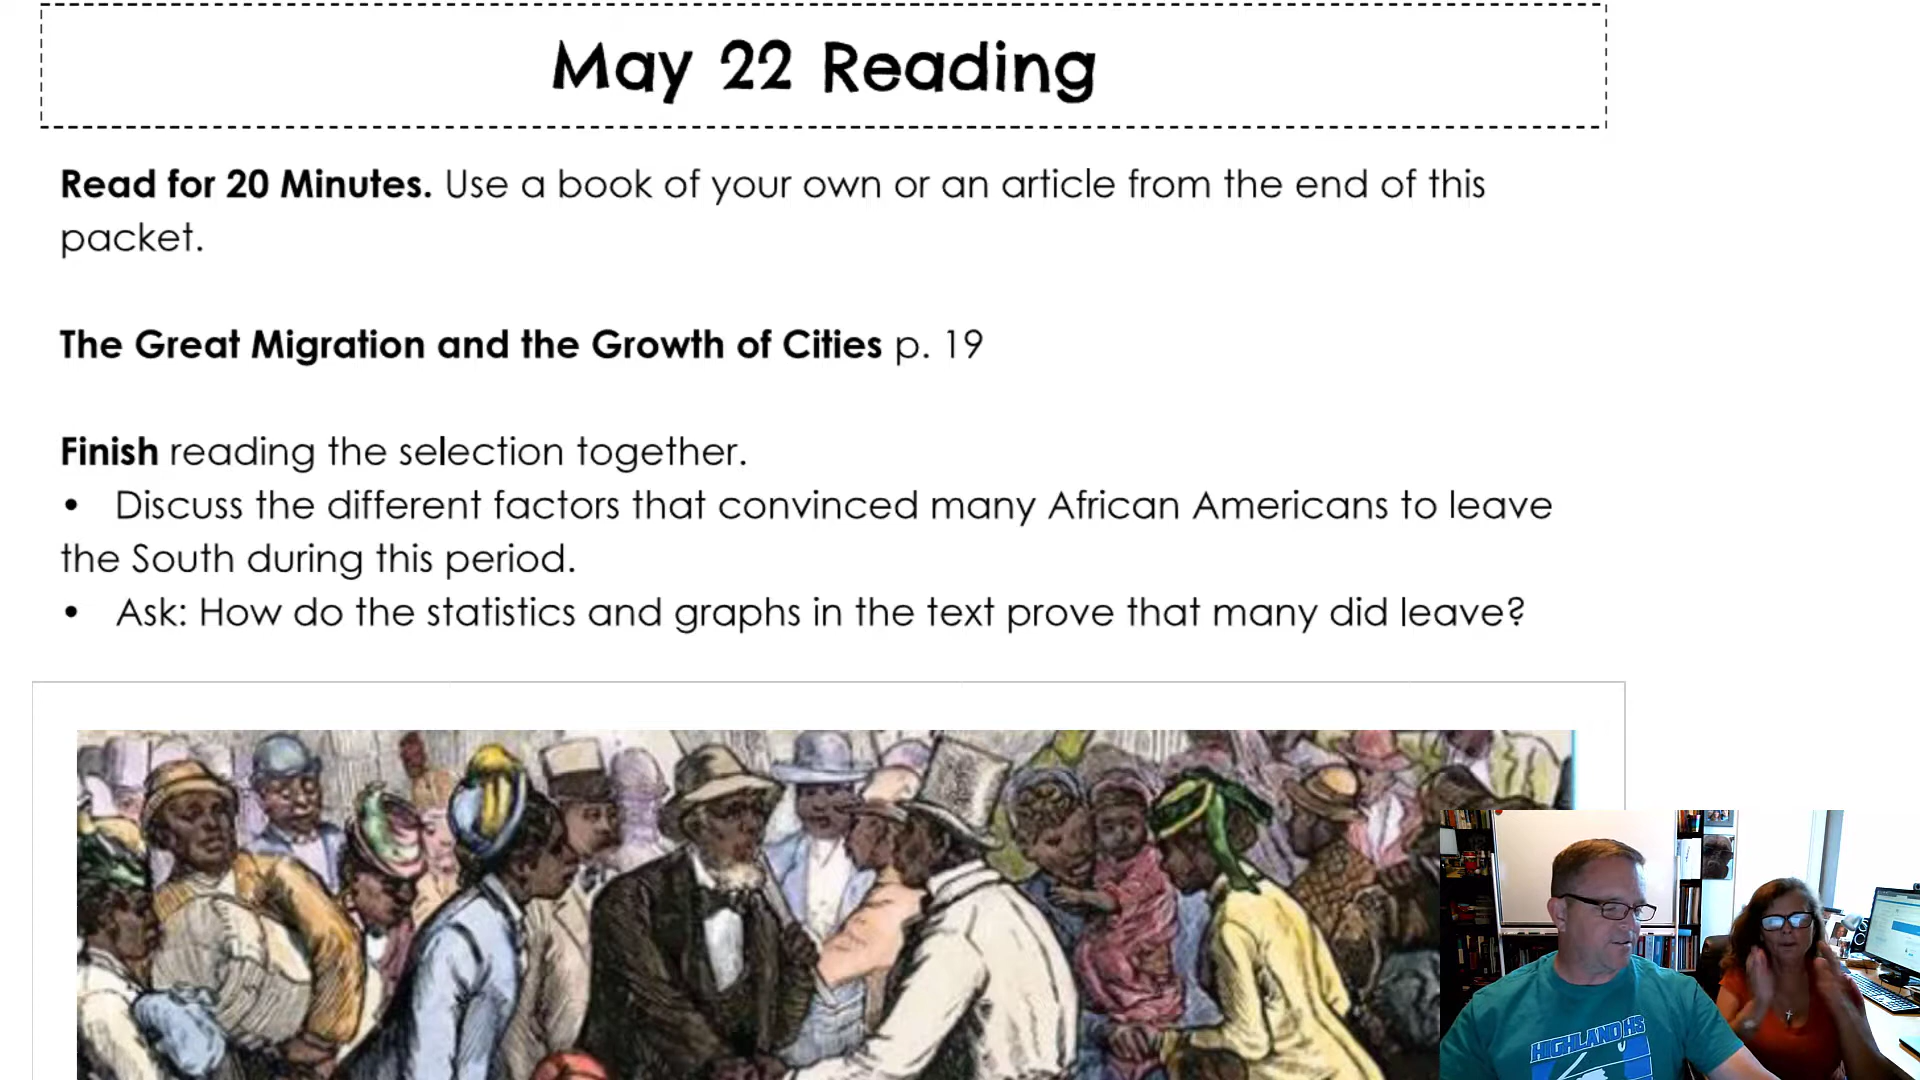 May 22 Reading
Read for 20 Minutes. Use a book of your own or an article from the end of this
packet.
The Great Migration and the Growth of Cities p. 19
Finish reading the selection together.
• Discuss the different factors that convinced many African Americans to leave
the South during this period.
• Ask: How do the statistics and graphs in the text prove that many did leave?
HIGHLAND HS